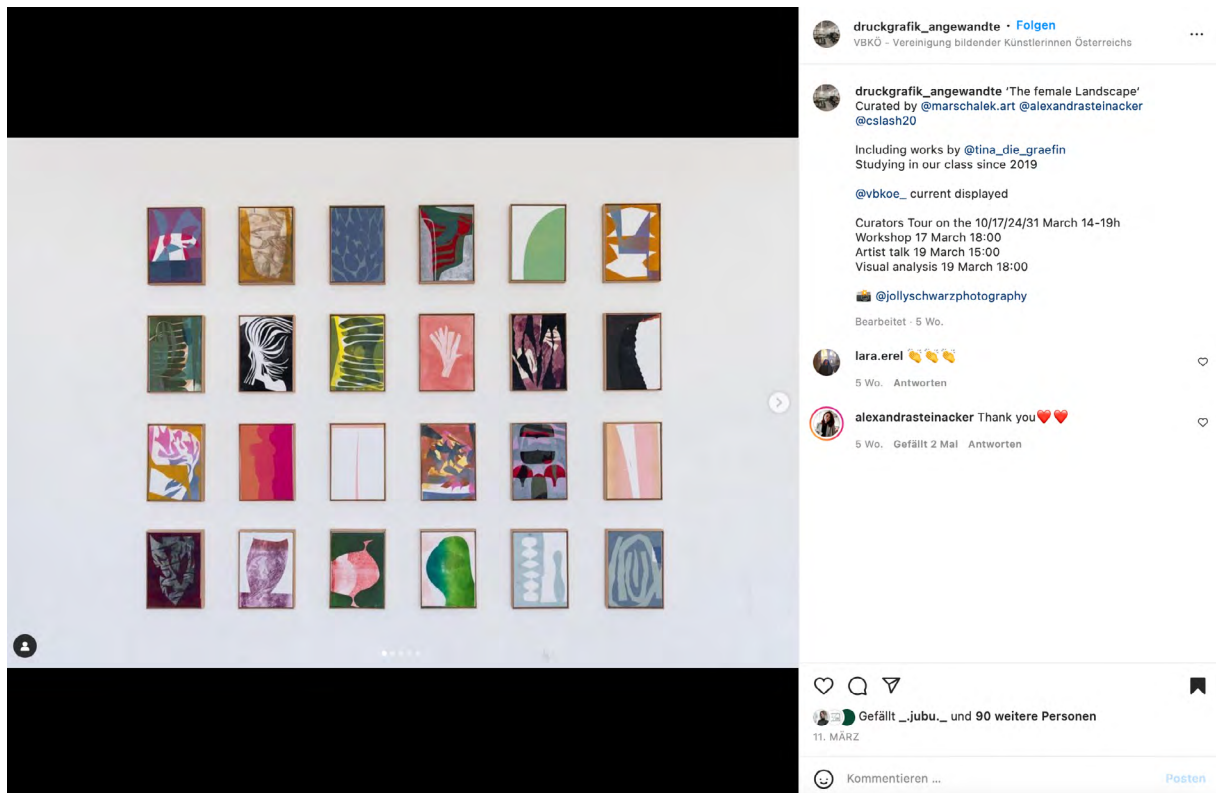 druckgrafik_angewandte • Folgen
VBKÖ - Vereinigung bildender Künstlerinnen Österreichs
druckgrafik_angewandte ‘The female Landscape’
Curated by @marschalek.art @alexandrasteinacker
@cslash20
Including works by @tina_die_graefin
Studying in our class since 2019
@vbkoe_ current displayed
Curators Tour on the 10/17/24/31 March 14-19h
Workshop 17 March 18:00
Artist talk 19 March 15:00
Visual analysis 19 March 18:00
📸 @jollyschwarzphotography
Bearbeitet · 5 Wo.
lara.erel 👏👏👏
5 Wo. Antworten
alexandrasteinacker Thank you❤️❤️
5 Wo. Gefällt 2 Mal Antworten
Gefällt _.jubu._ und 90 weitere Personen
11. MÄRZ
Kommentieren ... Posten